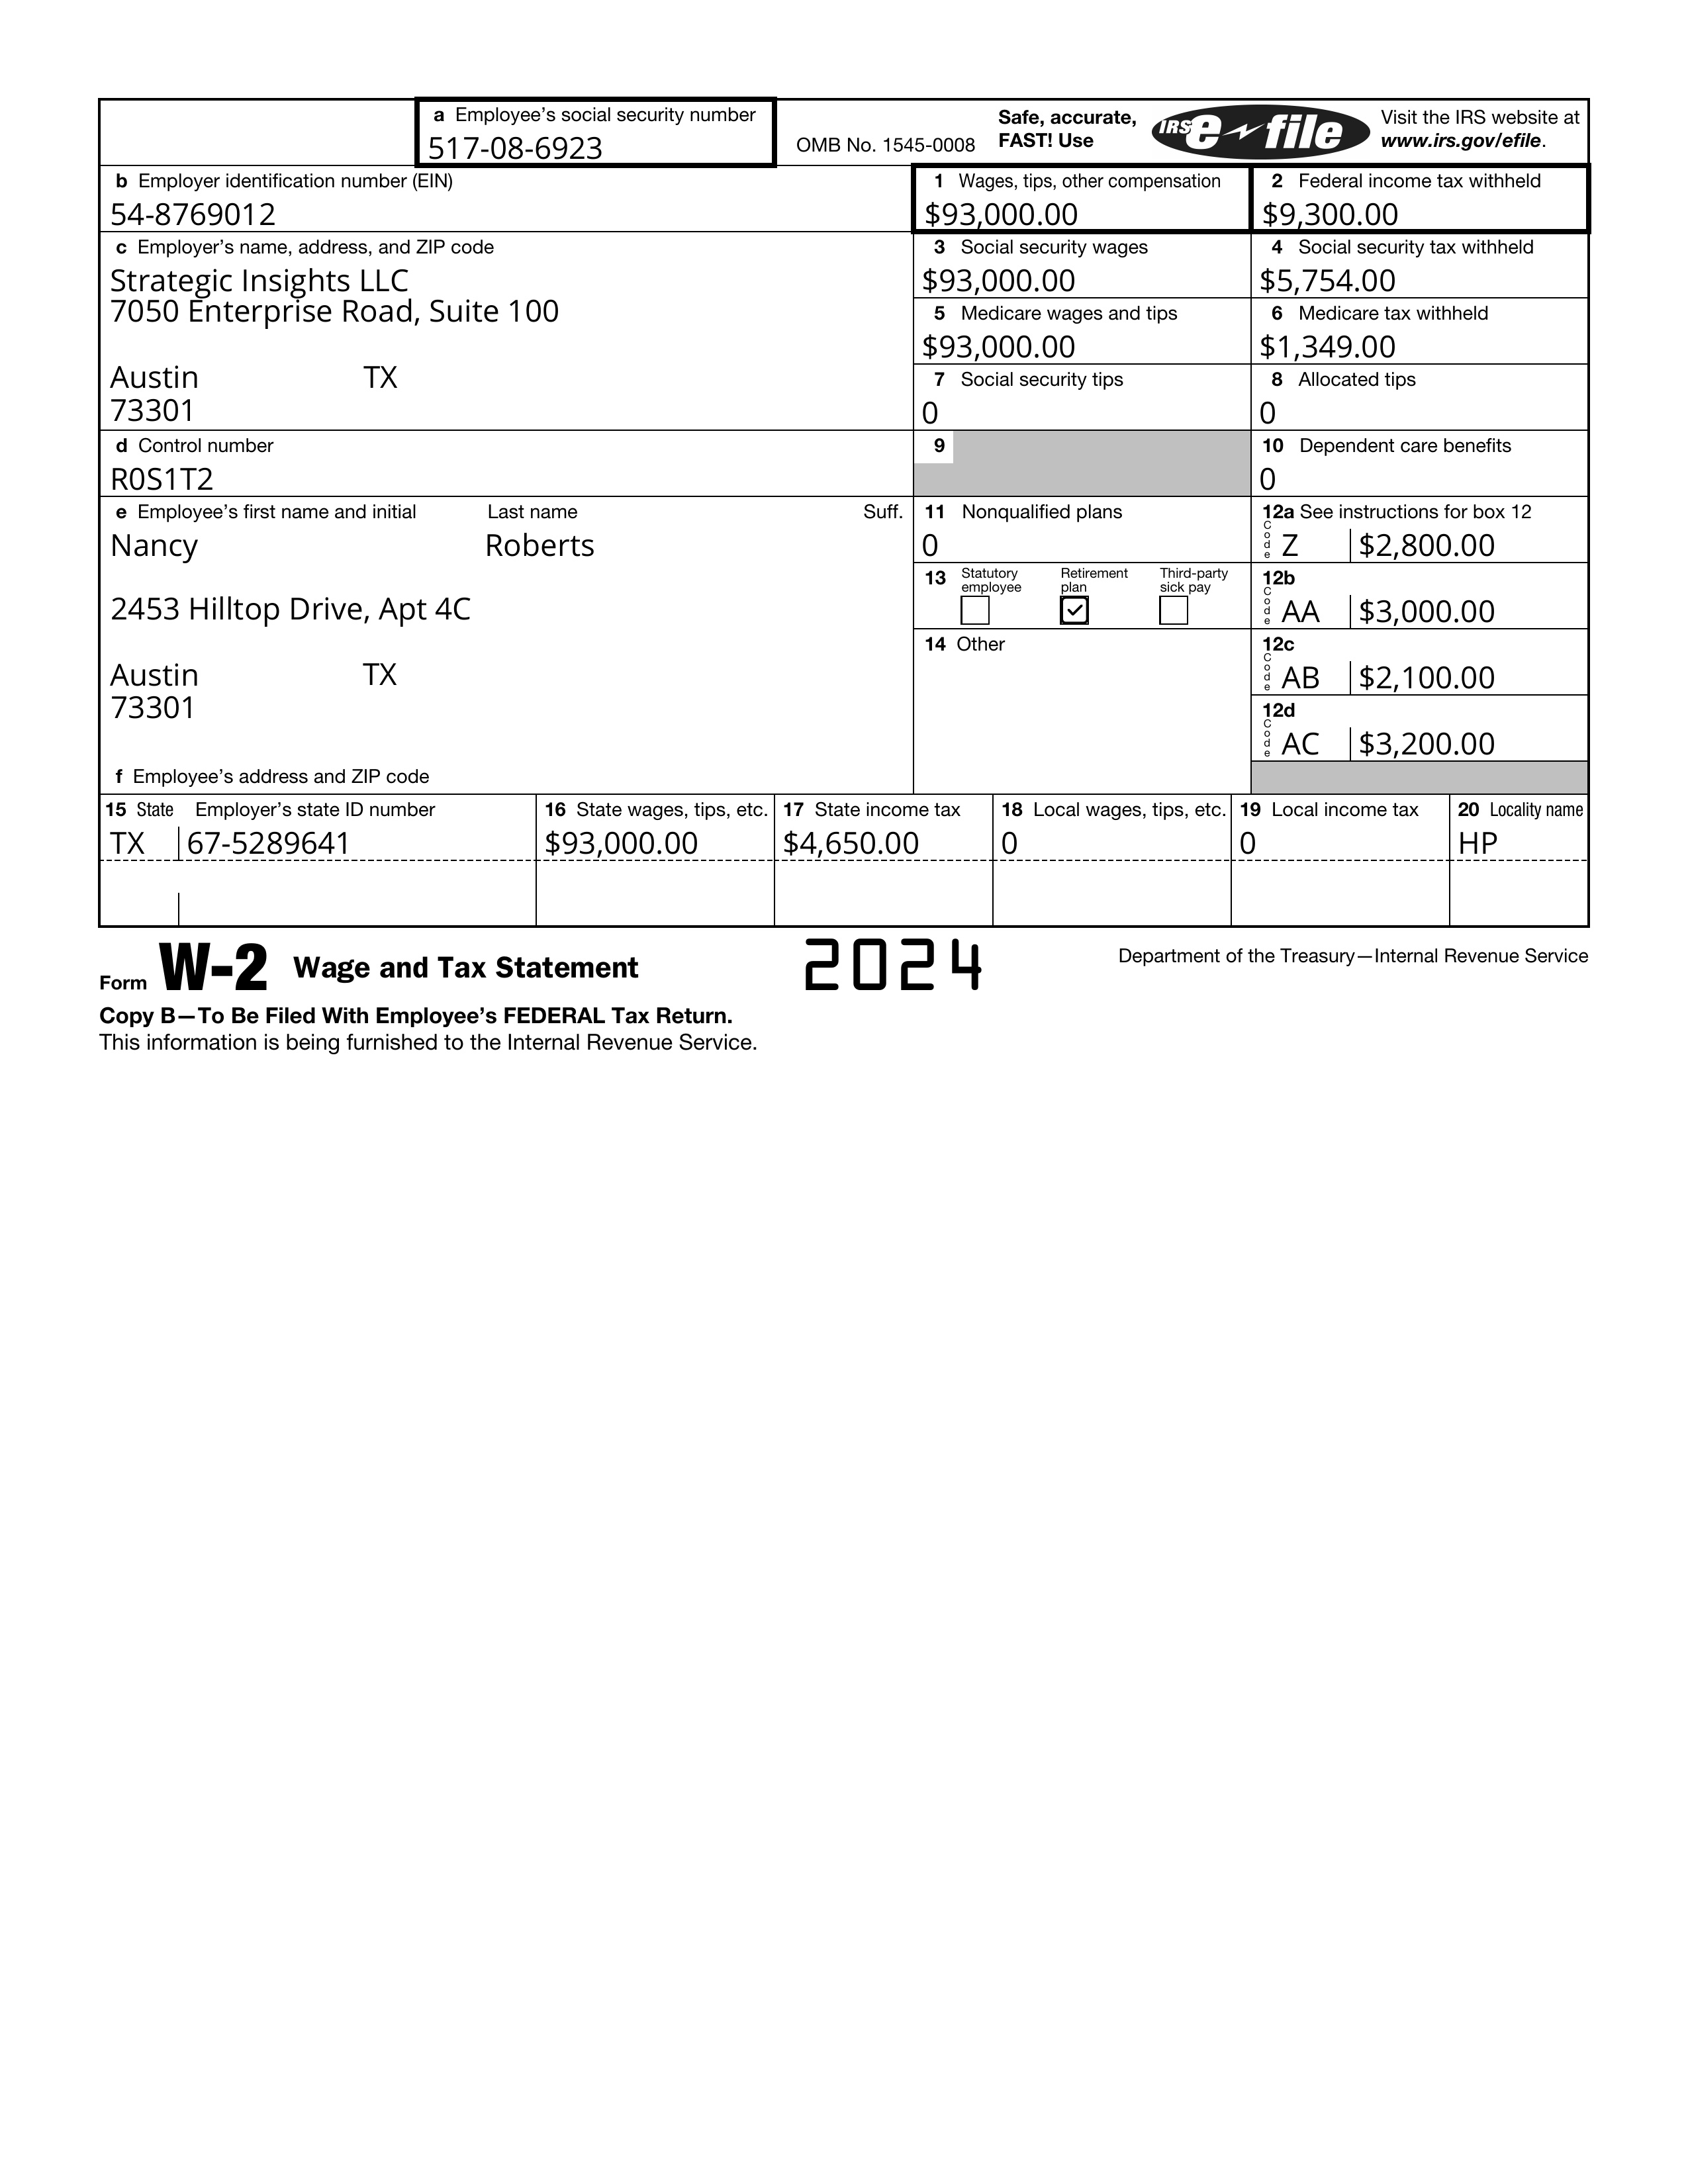 a Employee's social security number
517-08-6923
OMB No. 1545-0008
Safe, accurate,
FAST! Use
IRS e-file
Visit the IRS website at
www.irs.gov/efile.
b Employer identification number (EIN)
54-8769012
1 Wages, tips, other compensation
$93,000.00
2 Federal income tax withheld
$9,300.00
c Employer's name, address, and ZIP code
Strategic Insights LLC
7050 Enterprise Road, Suite 100
Austin TX
73301
3 Social security wages
$93,000.00
4 Social security tax withheld
$5,754.00
5 Medicare wages and tips
$93,000.00
6 Medicare tax withheld
$1,349.00
7 Social security tips
0
8 Allocated tips
0
d Control number
R0S1T2
9
10 Dependent care benefits
0
e Employee's first name and initial Last name Suff.
Nancy Roberts
2453 Hilltop Drive, Apt 4C
Austin TX
73301
f Employee's address and ZIP code
11 Nonqualified plans
0
12a See instructions for box 12
Code Z $2,800.00
13 Statutory employee Retirement plan Third-party sick pay
12b
Code AA $3,000.00
14 Other
12c
Code AB $2,100.00
12d
Code AC $3,200.00
15 State Employer's state ID number
TX 67-5289641
16 State wages, tips, etc.
$93,000.00
17 State income tax
$4,650.00
18 Local wages, tips, etc.
0
19 Local income tax
0
20 Locality name
HP
Form W-2 Wage and Tax Statement
2024
Department of the Treasury—Internal Revenue Service
Copy B—To Be Filed With Employee's FEDERAL Tax Return.
This information is being furnished to the Internal Revenue Service.